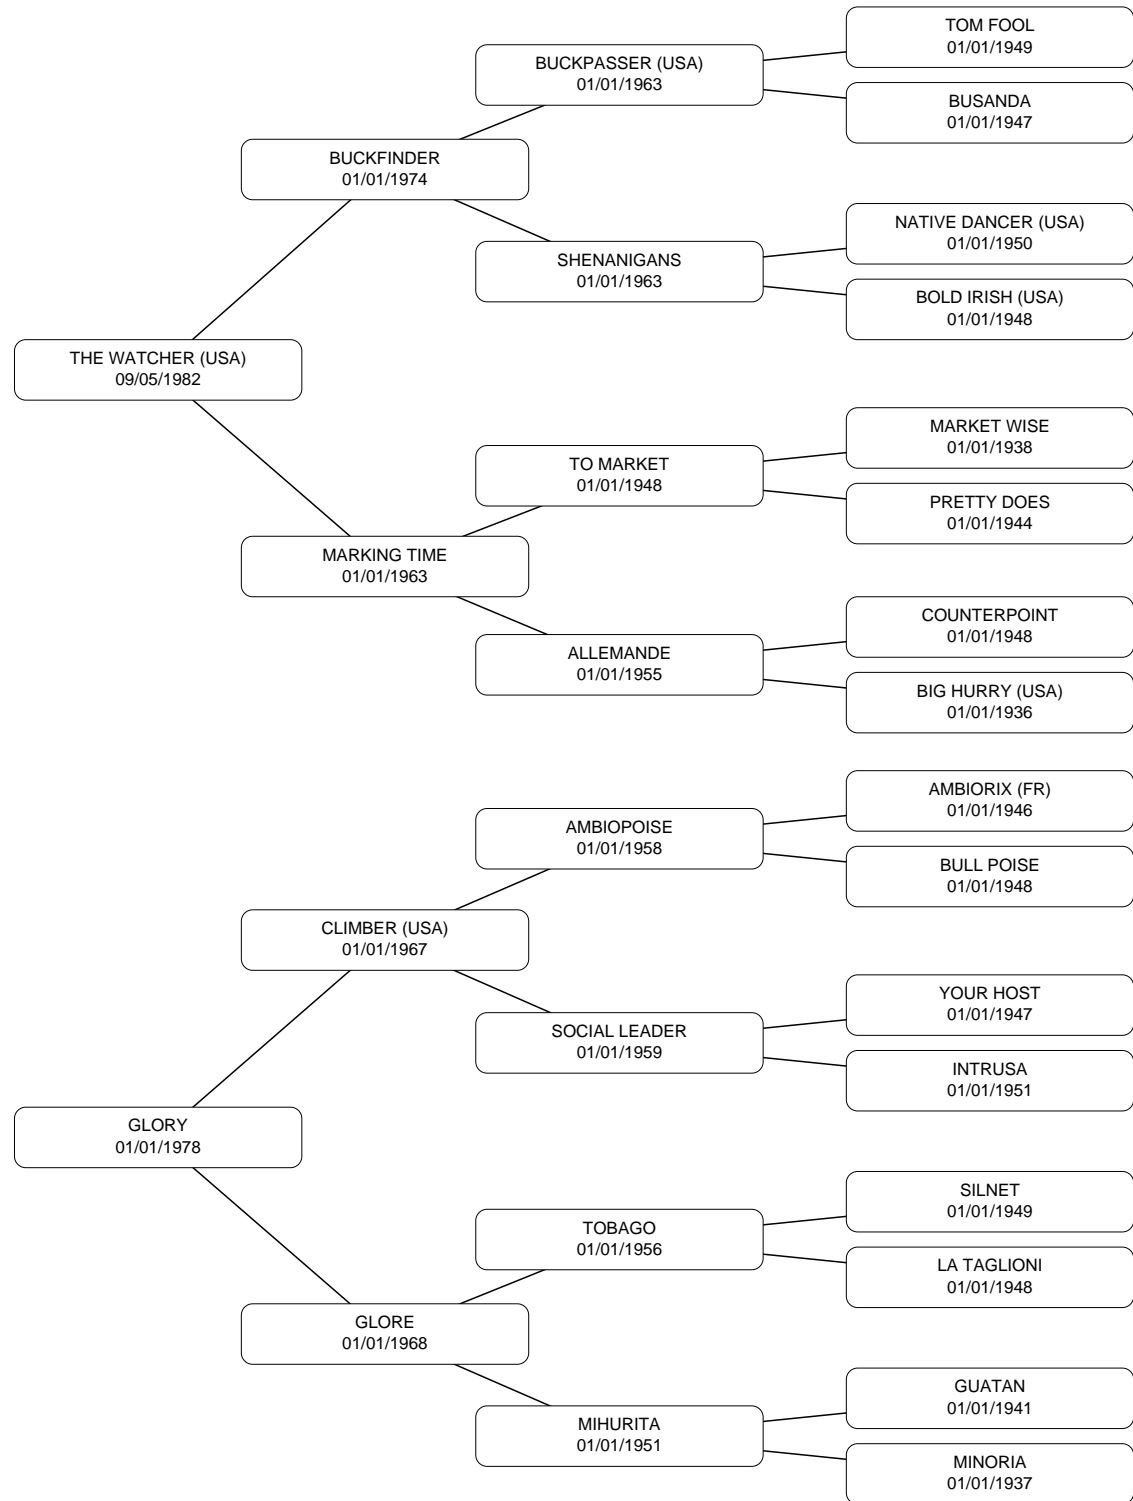 TOM FOOL
01/01/1949
BUCKPASSER (USA)
01/01/1963
BUSANDA
01/01/1947
BUCKFINDER
01/01/1974
NATIVE DANCER (USA)
01/01/1950
SHENANIGANS
01/01/1963
BOLD IRISH (USA)
01/01/1948
THE WATCHER (USA)
09/05/1982
MARKET WISE
01/01/1938
TO MARKET
01/01/1948
PRETTY DOES
01/01/1944
MARKING TIME
01/01/1963
COUNTERPOINT
01/01/1948
ALLEMANDE
01/01/1955
BIG HURRY (USA)
01/01/1936
AMBIORIX (FR)
01/01/1946
AMBIOPOISE
01/01/1958
BULL POISE
01/01/1948
CLIMBER (USA)
01/01/1967
YOUR HOST
01/01/1947
SOCIAL LEADER
01/01/1959
INTRUSA
01/01/1951
GLORY
01/01/1978
SILNET
01/01/1949
TOBAGO
01/01/1956
LA TAGLIONI
01/01/1948
GLORE
01/01/1968
GUATAN
01/01/1941
MIHURITA
01/01/1951
MINORIA
01/01/1937